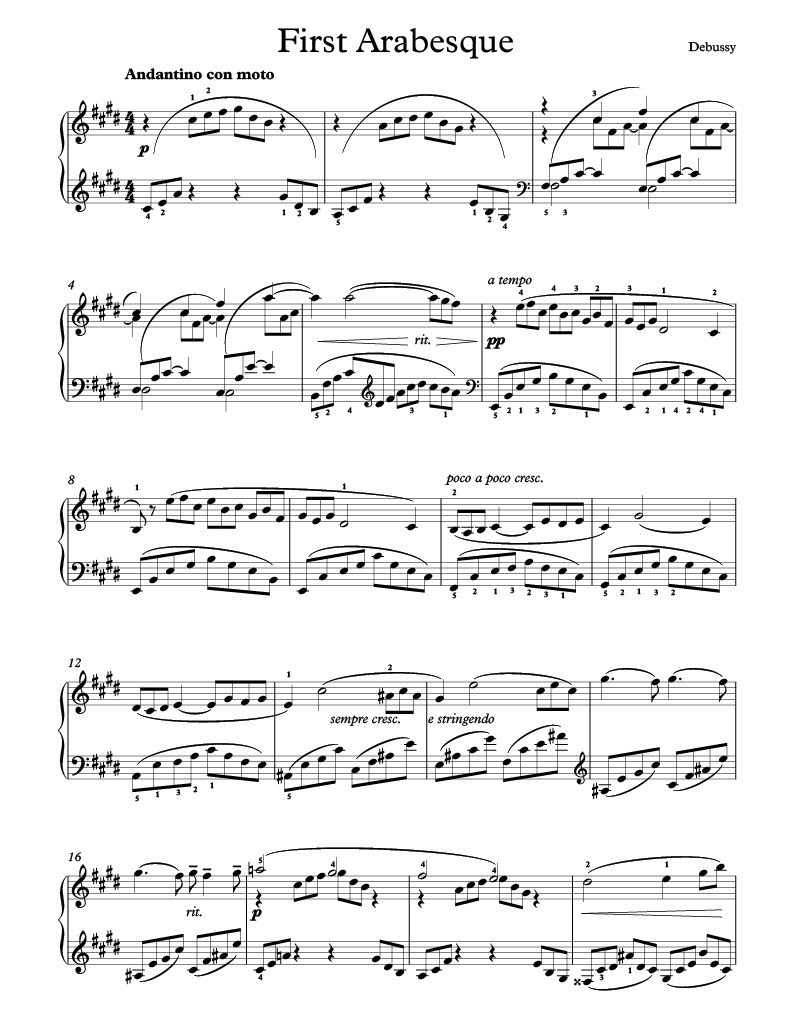 First Arabesque
Debussy
Andantino con moto
1 2 3
4 4
p
4 4
4 2 1 2 5 1 2 4 5 3
4
a tempo
4 3 2 3 2 1 2
rit.
pp
5 2 4 3 1 5 2 1 3 2 1 2 1 4 2 4 1
8
poco a poco cresc.
1 1 2
5 2 1 3 2 3 1 5 2 1 3 2
12
1 2
sempre cresc. e stringendo
5 1 3 2 1 5
16
5 4 4 2 1
rit.
p
4 3 1